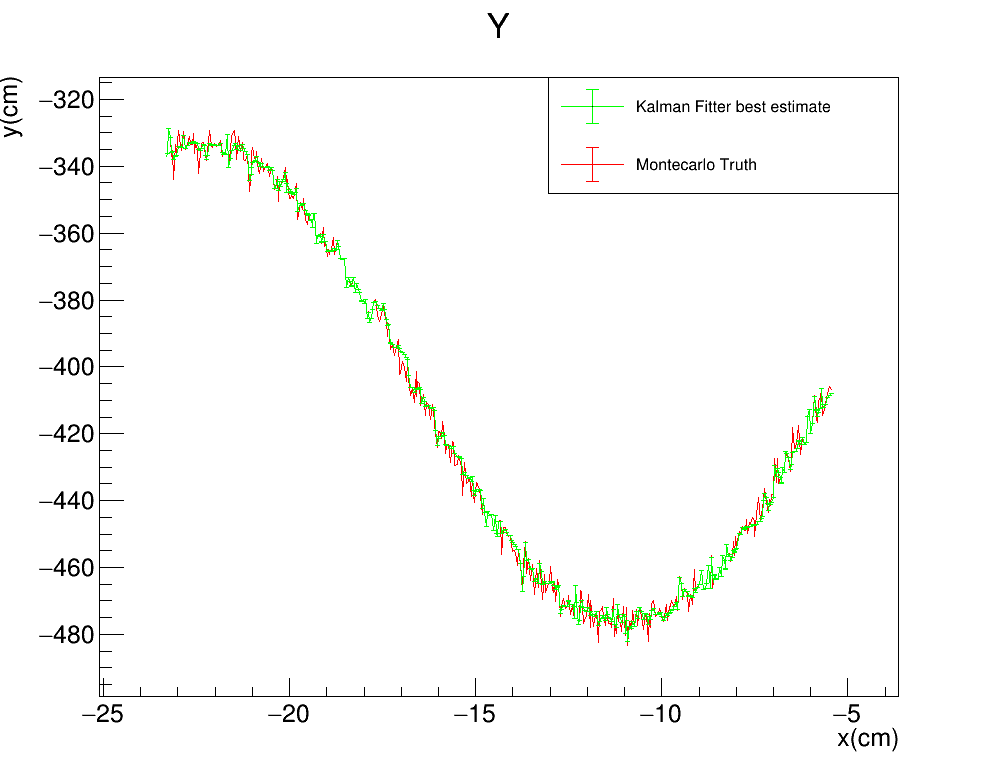 Y
y(cm)
Kalman Fitter best estimate
Montecarlo Truth
−320
−340
−360
−380
−400
−420
−440
−460
−480
−25 −20 −15 −10 −5
x(cm)